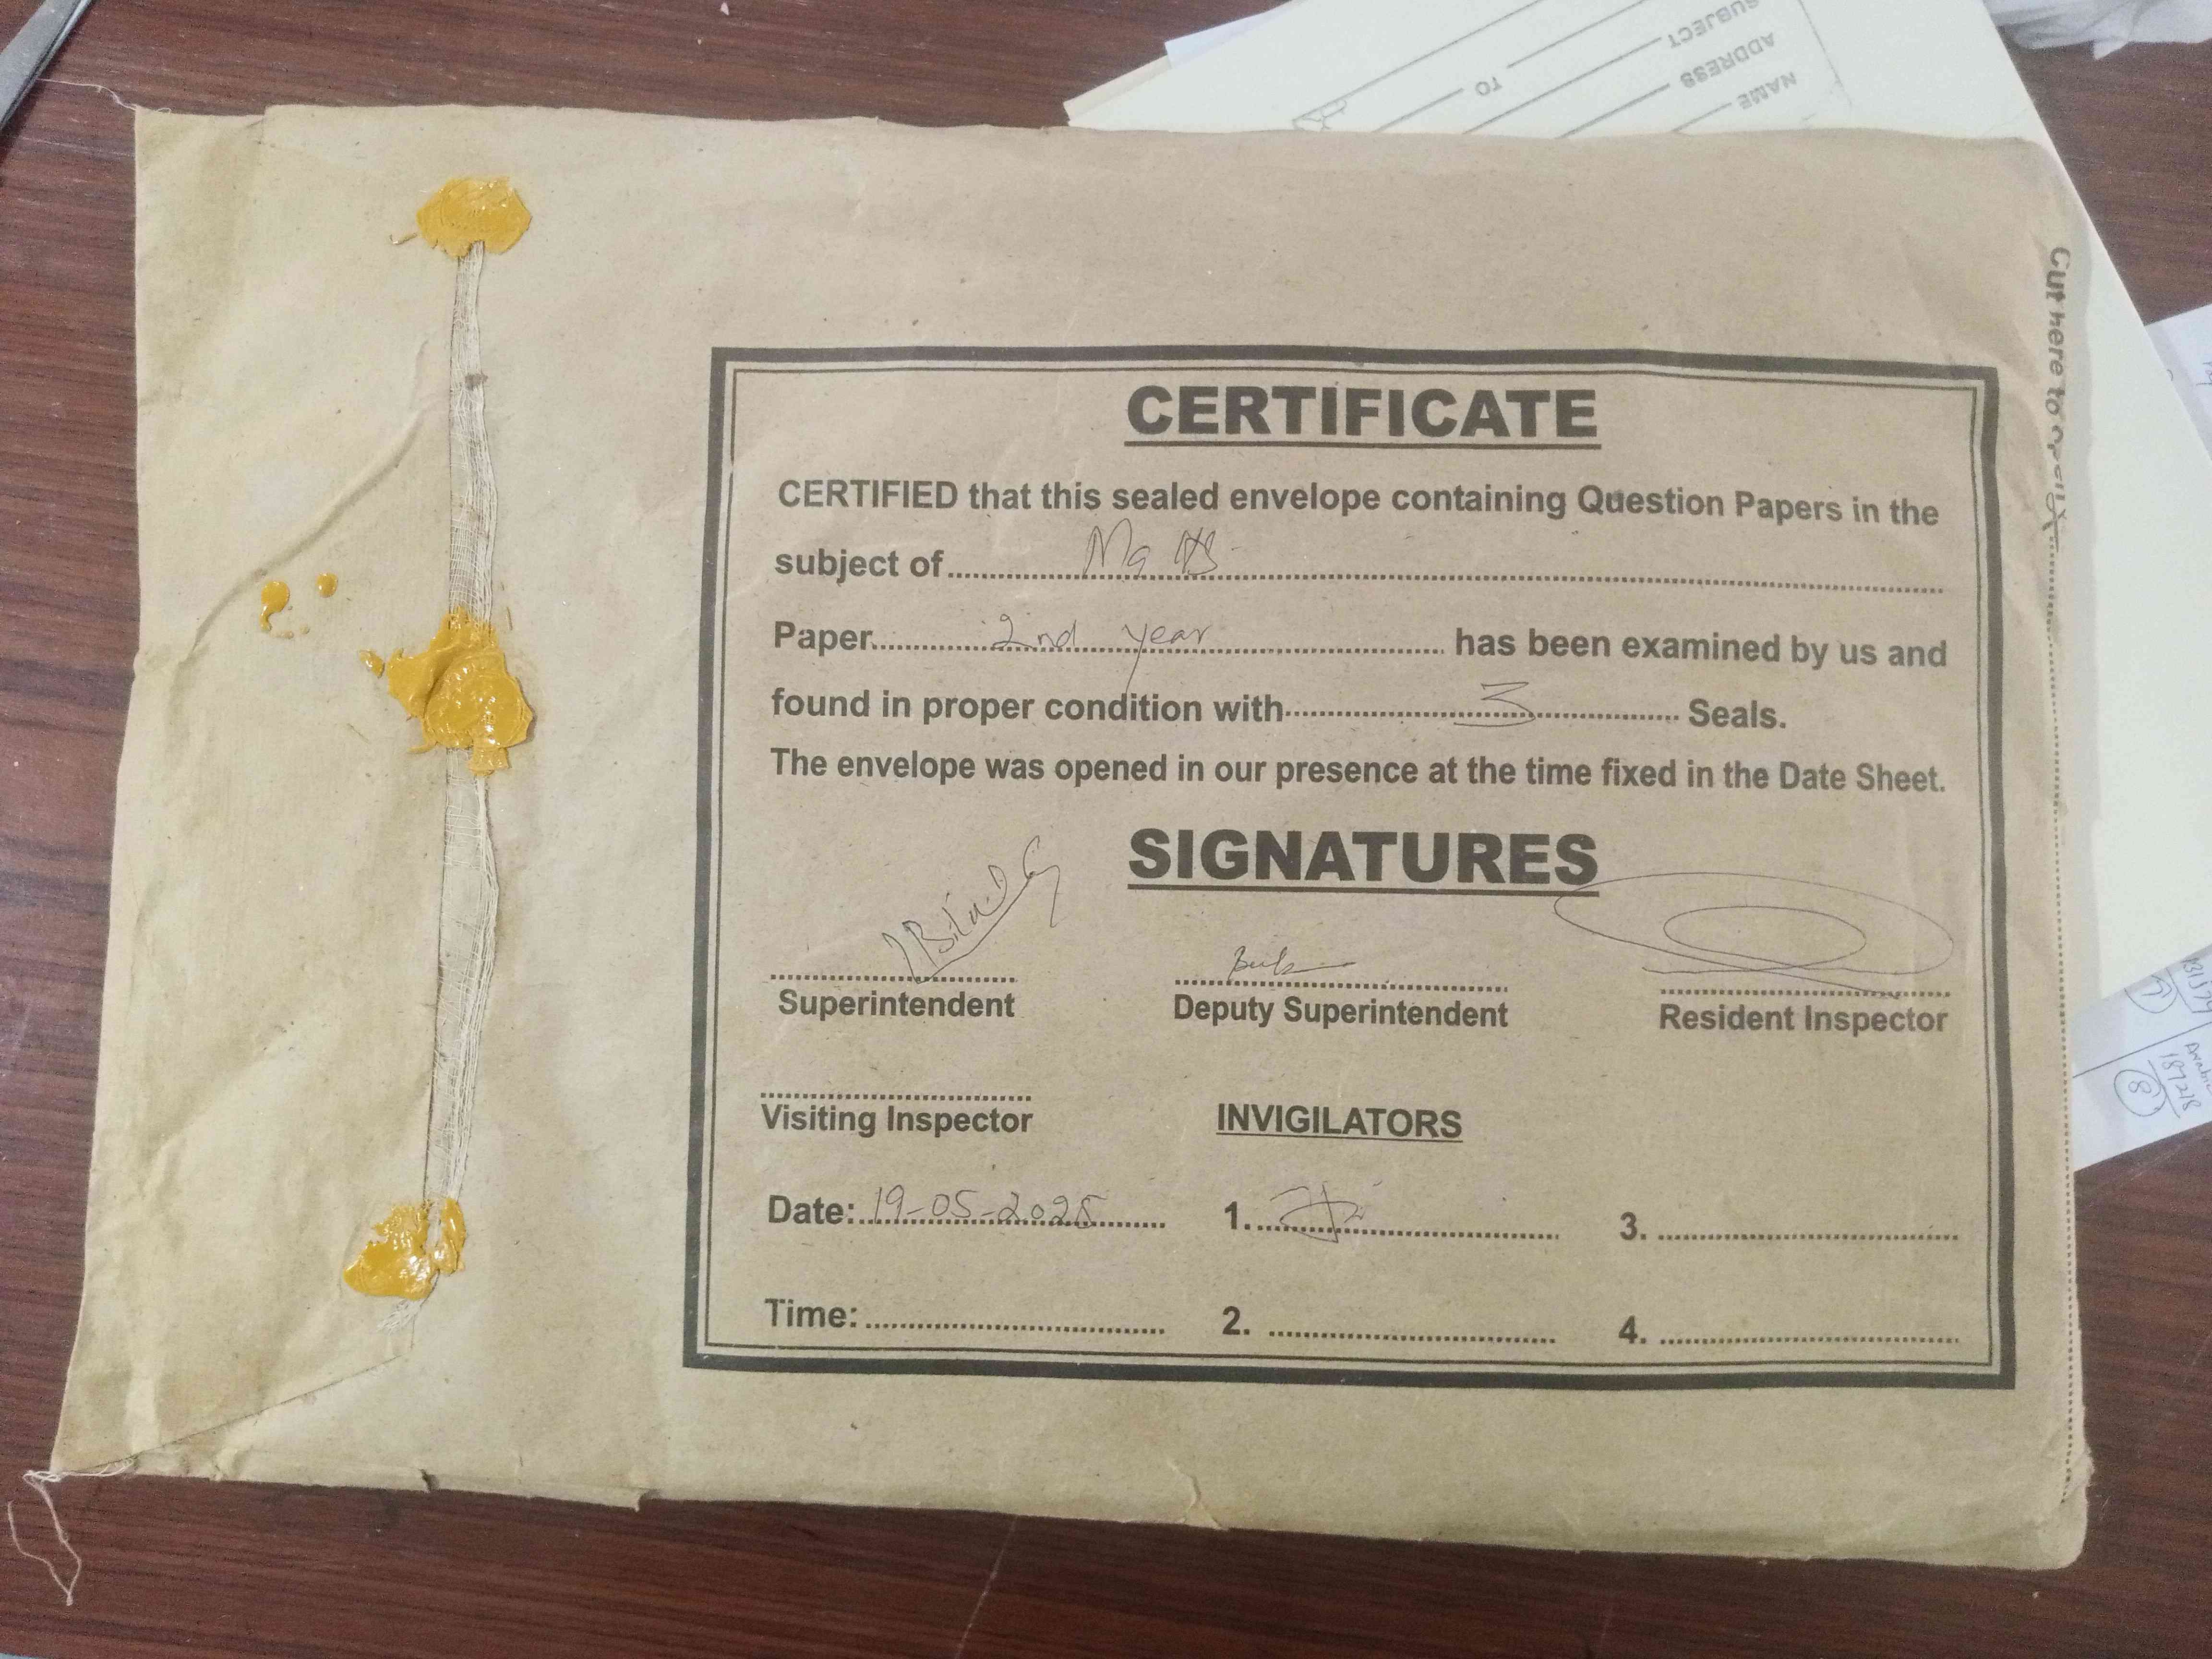 SUBJECT
ADDRESS
TO
NAME
Cut here to open
CERTIFICATE
CERTIFIED that this sealed envelope containing Question Papers in the
subject of Maths
Paper 2nd year has been examined by us and
found in proper condition with 3 Seals.
The envelope was opened in our presence at the time fixed in the Date Sheet.
SIGNATURES
Superintendent Deputy Superintendent Resident Inspector
Visiting Inspector INVIGILATORS
Date: 19-05-2025 1. 3.
Time: 2. 4.
187218
8